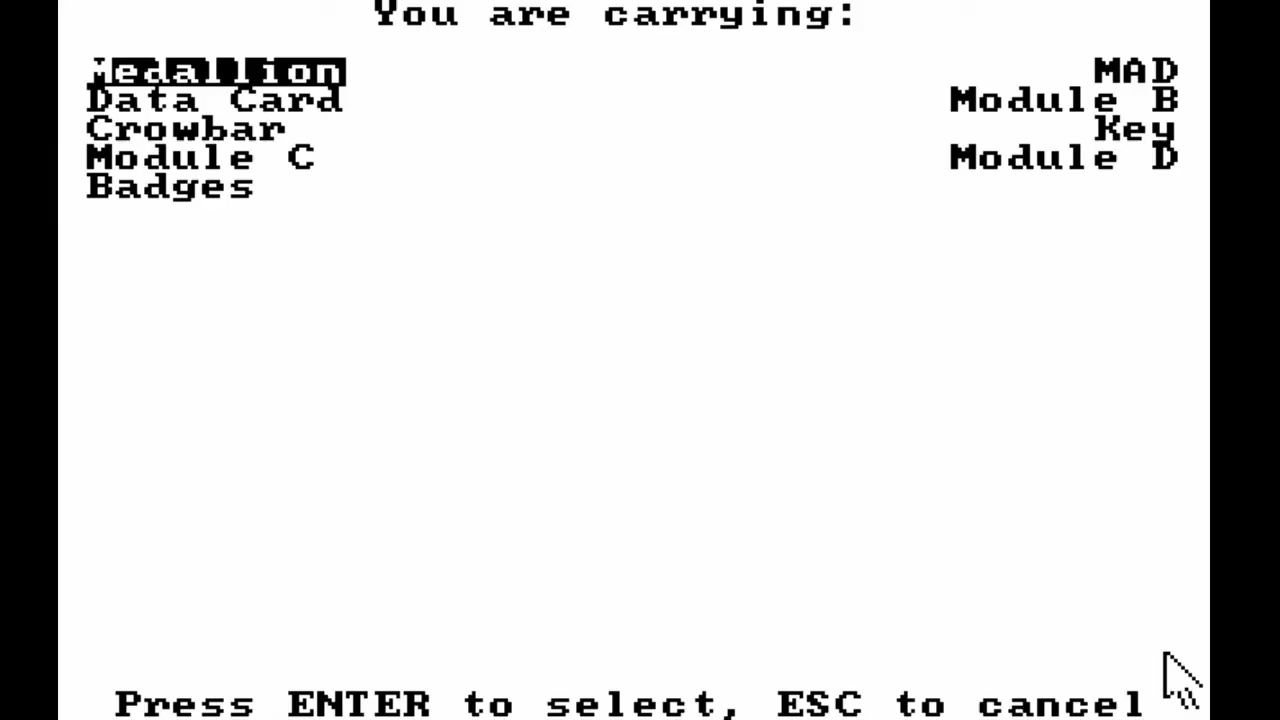 You are carrying:
Medallion MAD
Data Card Module B
Crowbar Key
Module C Module D
Badges
Press ENTER to select, ESC to cancel